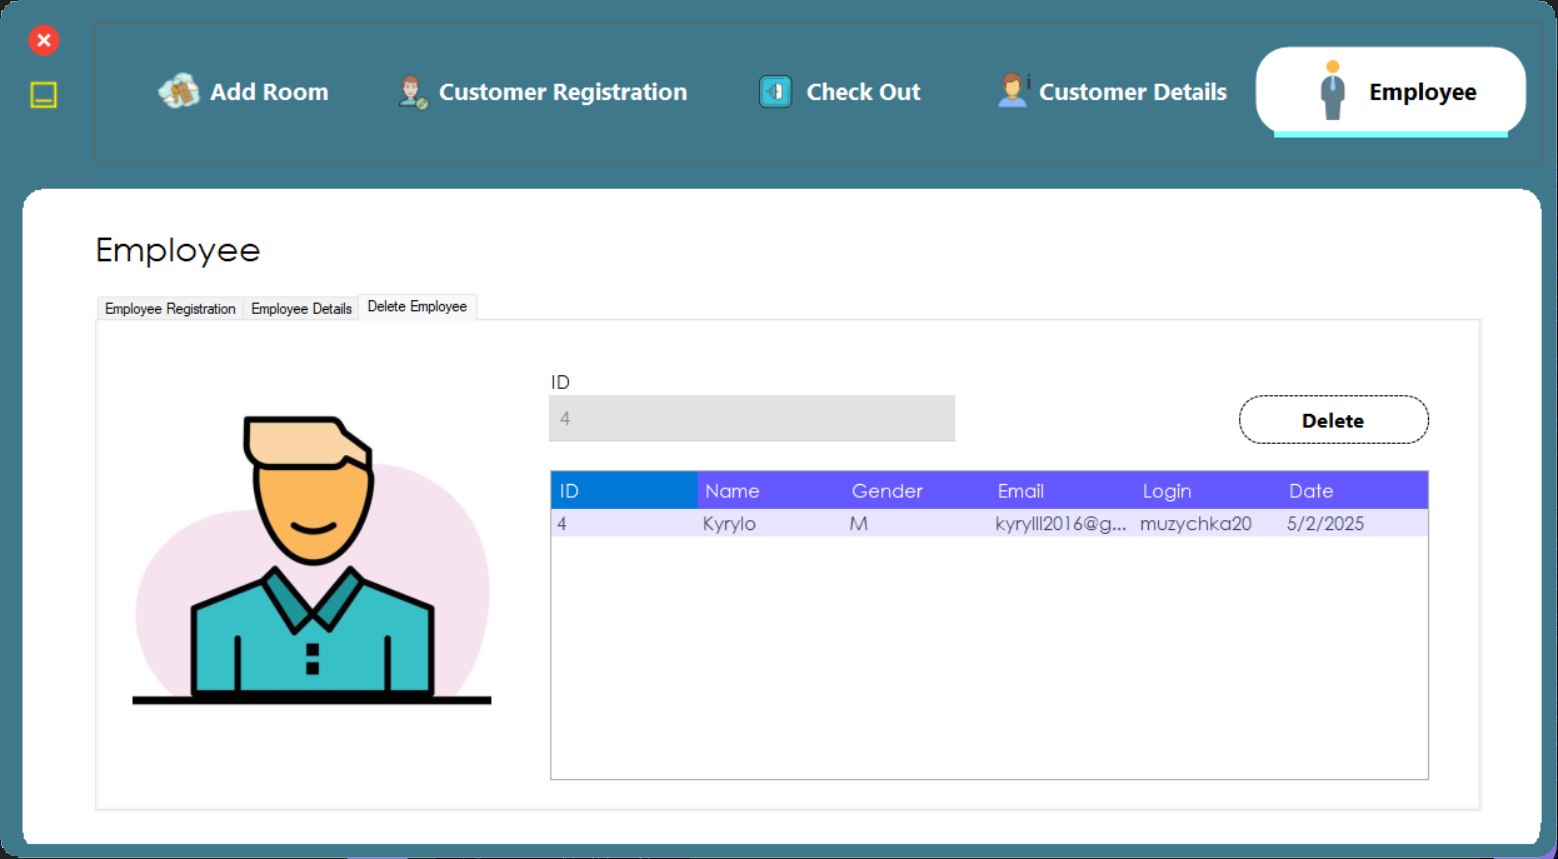 Add Room Customer Registration Check Out Customer Details Employee
Employee
Employee Registration Employee Details Delete Employee
ID
4
Delete
ID Name Gender Email Login Date
4 Kyrylo M kyrylll2016@g... muzychka20 5/2/2025